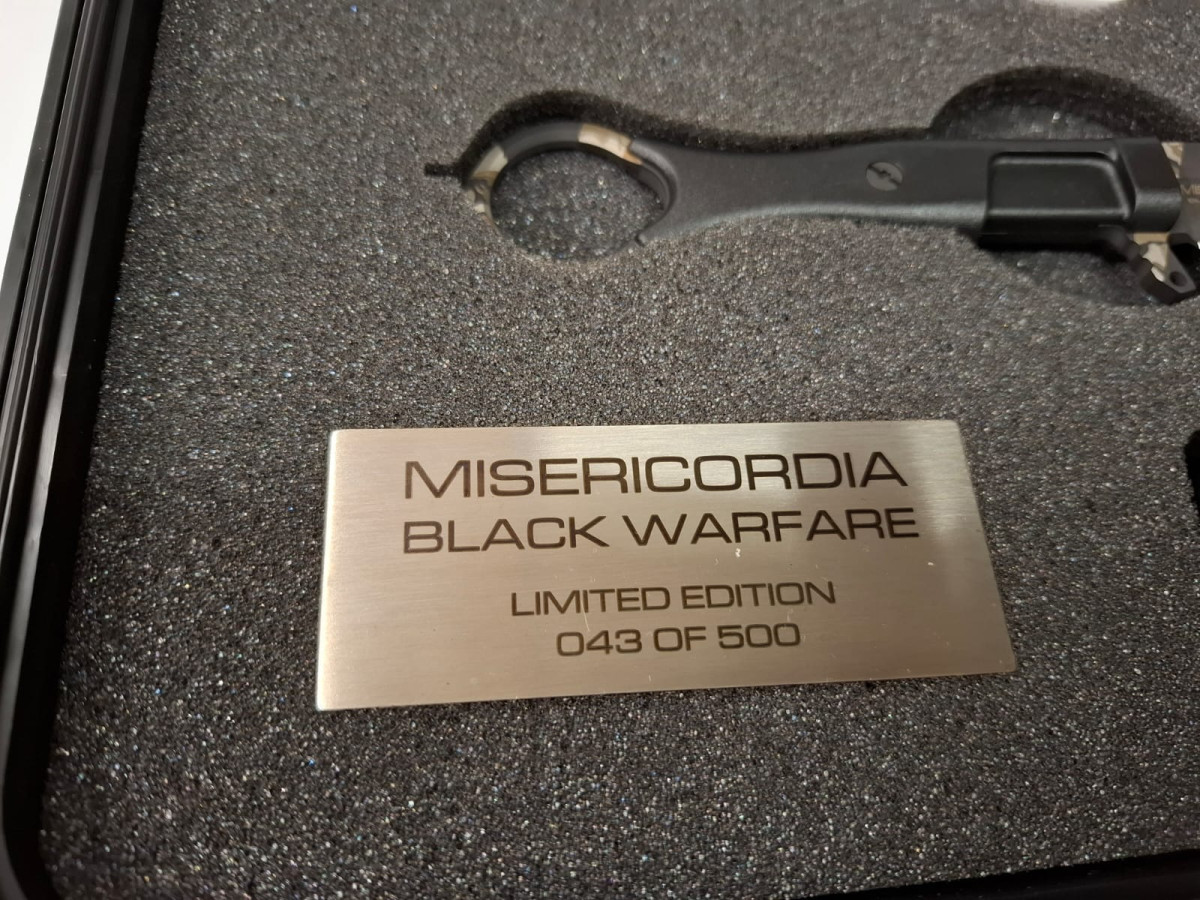 MISERICORDIA
BLACK WARFARE
LIMITED EDITION
043 OF 500